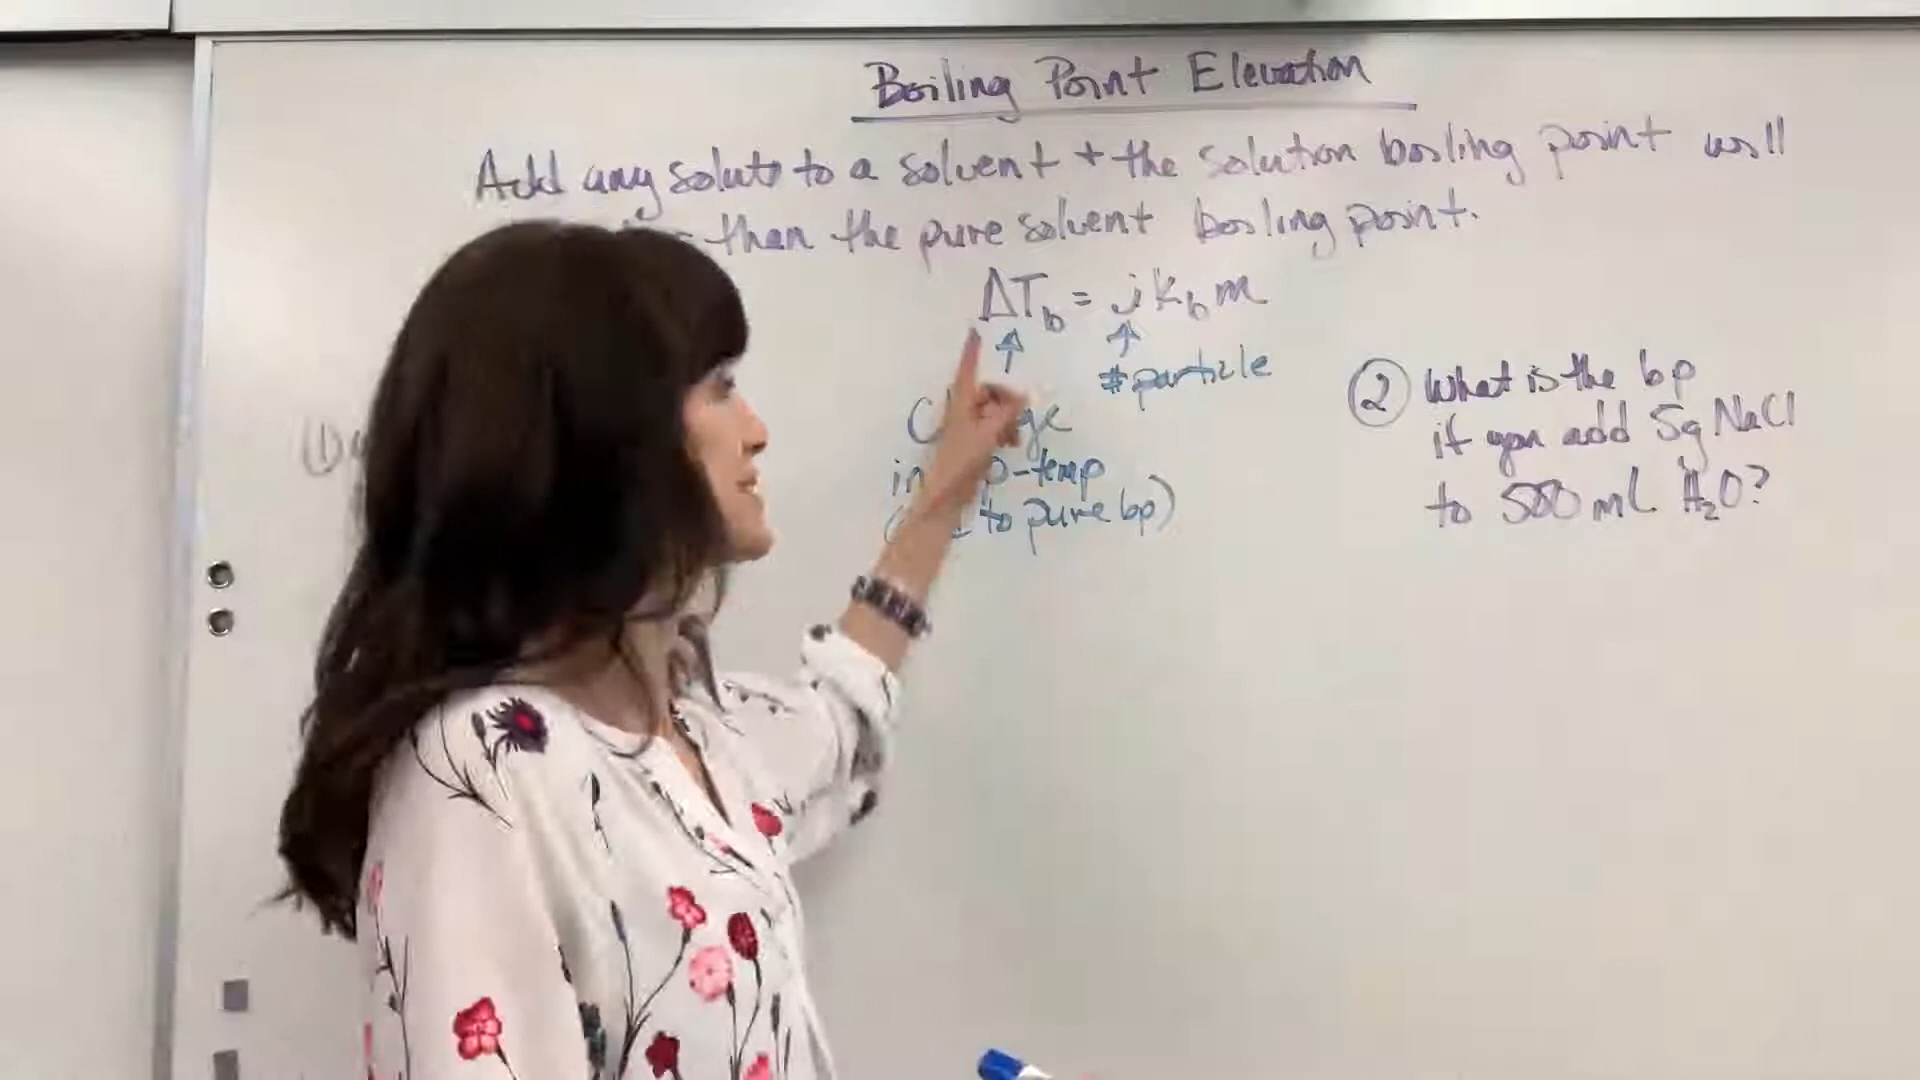 Boiling Point Elevation
Add any solute to a solvent + the solution boiling point will
than the pure solvent boiling point.
ΔTb = i kb m
#particle
in
-temp
to pure bp)
② What is the bp
if you add 5g NaCl
to 500 mL H₂O?